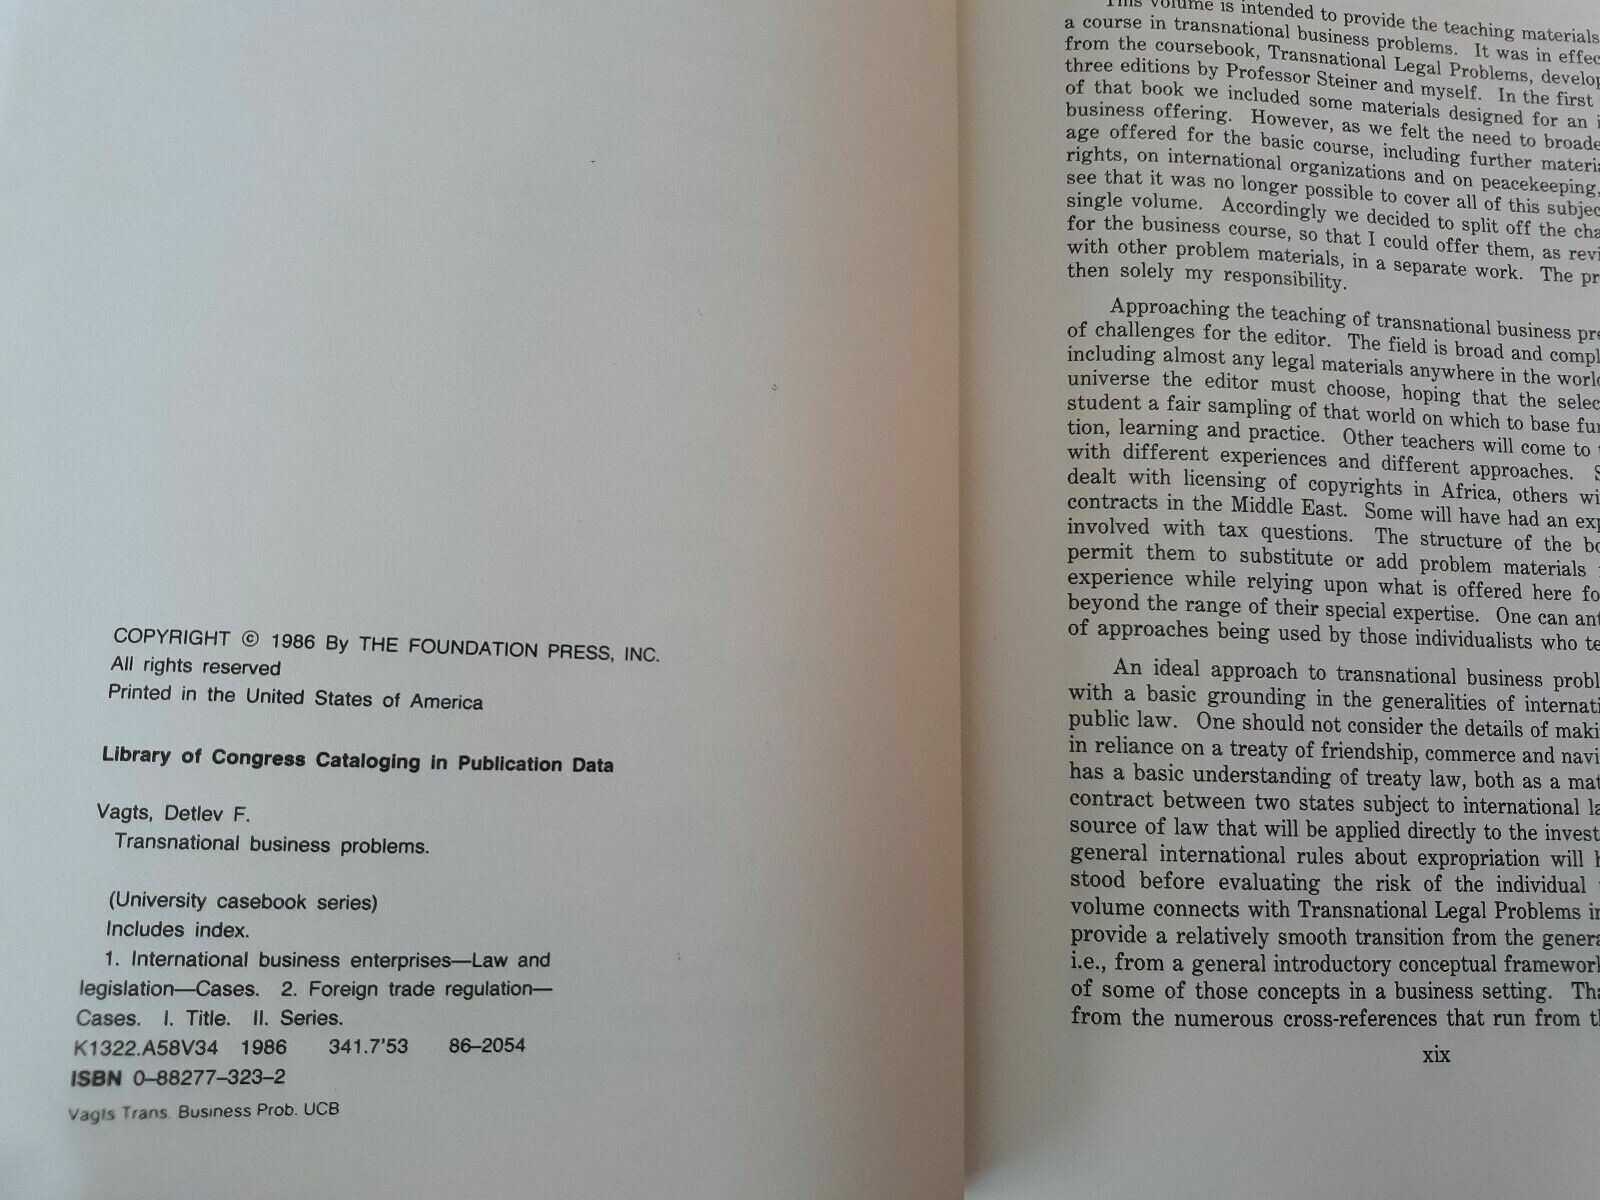 COPYRIGHT © 1986 By THE FOUNDATION PRESS, INC.
All rights reserved
Printed in the United States of America
Library of Congress Cataloging in Publication Data
Vagts, Detlev F.
Transnational business problems.
(University casebook series)
Includes index.
1. International business enterprises—Law and
legislation—Cases. 2. Foreign trade regulation—
Cases. I. Title. II. Series.
K1322.A58V34 1986 341.7'53 86-2054
ISBN 0-88277-323-2
Vagts Trans. Business Prob. UCB
This volume is intended to provide the teaching materials
a course in transnational business problems. It was in effec
from the coursebook, Transnational Legal Problems, develop
three editions by Professor Steiner and myself. In the first
of that book we included some materials designed for an i
business offering. However, as we felt the need to broade
age offered for the basic course, including further materia
rights, on international organizations and on peacekeeping,
see that it was no longer possible to cover all of this subjec
single volume. Accordingly we decided to split off the cha
for the business course, so that I could offer them, as revi
with other problem materials, in a separate work. The pr
then solely my responsibility.
Approaching the teaching of transnational business pre
of challenges for the editor. The field is broad and compl
including almost any legal materials anywhere in the worl
universe the editor must choose, hoping that the selec
student a fair sampling of that world on which to base fur
tion, learning and practice. Other teachers will come to
with different experiences and different approaches. S
dealt with licensing of copyrights in Africa, others wi
contracts in the Middle East. Some will have had an exp
involved with tax questions. The structure of the bo
permit them to substitute or add problem materials
experience while relying upon what is offered here fo
beyond the range of their special expertise. One can ant
of approaches being used by those individualists who te
An ideal approach to transnational business probl
with a basic grounding in the generalities of internati
public law. One should not consider the details of maki
in reliance on a treaty of friendship, commerce and navi
has a basic understanding of treaty law, both as a mat
contract between two states subject to international la
source of law that will be applied directly to the invest
general international rules about expropriation will h
stood before evaluating the risk of the individual
volume connects with Transnational Legal Problems in
provide a relatively smooth transition from the genera
i.e., from a general introductory conceptual framework
of some of those concepts in a business setting. Tha
from the numerous cross-references that run from th
xix